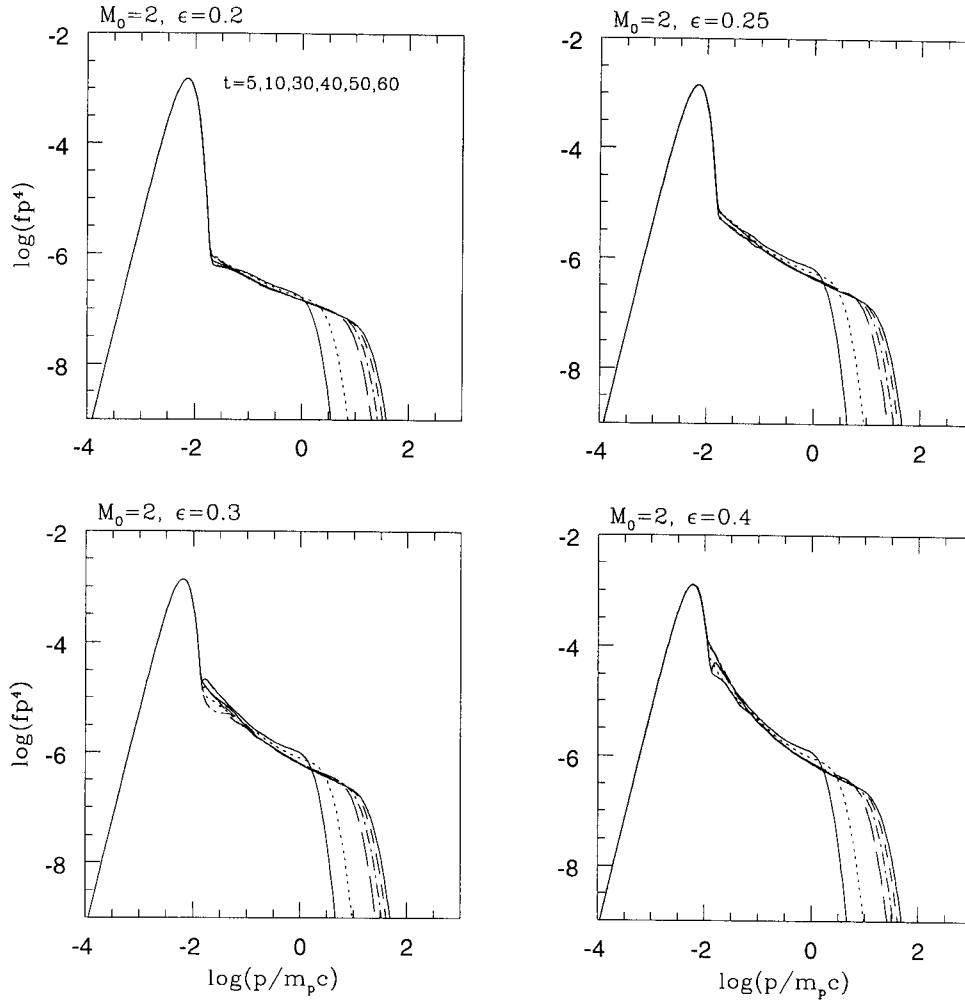 M₀=2, ϵ=0.2
-2
t=5,10,30,40,50,60
-4
log(fp⁴)
-6
-8
-4 -2 0 2
M₀=2, ϵ=0.25
-2
-4
-6
-8
-4 -2 0 2
M₀=2, ϵ=0.3
-2
-4
log(fp⁴)
-6
-8
-4 -2 0 2
log(p/mₚc)
M₀=2, ϵ=0.4
-2
-4
-6
-8
-4 -2 0 2
log(p/mₚc)